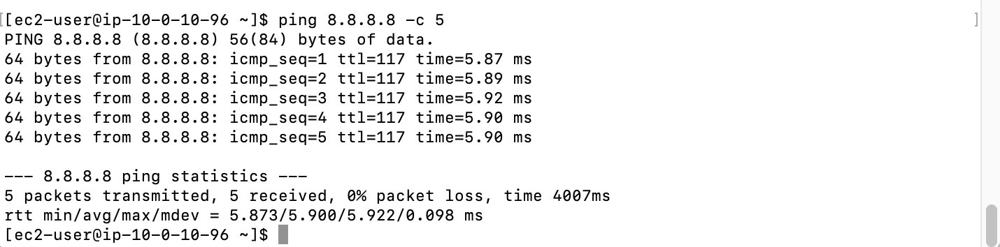 [[ec2-user@ip-10-0-10-96 ~]$ ping 8.8.8.8 -c 5 ]
PING 8.8.8.8 (8.8.8.8) 56(84) bytes of data.
64 bytes from 8.8.8.8: icmp_seq=1 ttl=117 time=5.87 ms
64 bytes from 8.8.8.8: icmp_seq=2 ttl=117 time=5.89 ms
64 bytes from 8.8.8.8: icmp_seq=3 ttl=117 time=5.92 ms
64 bytes from 8.8.8.8: icmp_seq=4 ttl=117 time=5.90 ms
64 bytes from 8.8.8.8: icmp_seq=5 ttl=117 time=5.90 ms
--- 8.8.8.8 ping statistics ---
5 packets transmitted, 5 received, 0% packet loss, time 4007ms
rtt min/avg/max/mdev = 5.873/5.900/5.922/0.098 ms
[ec2-user@ip-10-0-10-96 ~]$